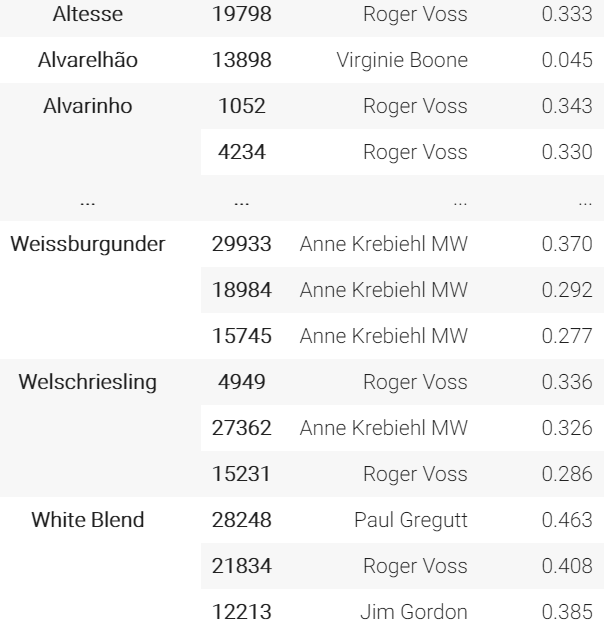 Altesse 19798 Roger Voss 0.333
Alvarelhão 13898 Virginie Boone 0.045
Alvarinho 1052 Roger Voss 0.343
4234 Roger Voss 0.330
... ... ... ...
Weissburgunder 29933 Anne Krebiehl MW 0.370
18984 Anne Krebiehl MW 0.292
15745 Anne Krebiehl MW 0.277
Welschriesling 4949 Roger Voss 0.336
27362 Anne Krebiehl MW 0.326
15231 Roger Voss 0.286
White Blend 28248 Paul Gregutt 0.463
21834 Roger Voss 0.408
12213 Jim Gordon 0.385